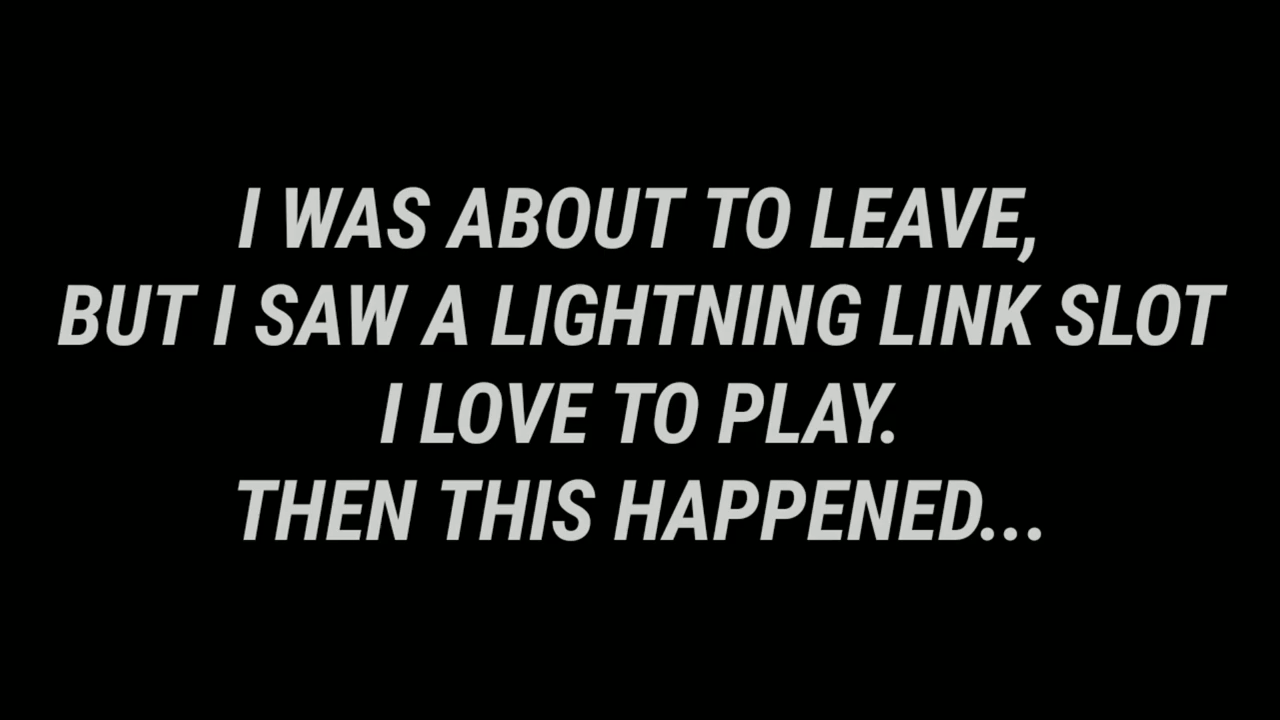 I WAS ABOUT TO LEAVE,
BUT I SAW A LIGHTNING LINK SLOT
I LOVE TO PLAY.
THEN THIS HAPPENED...